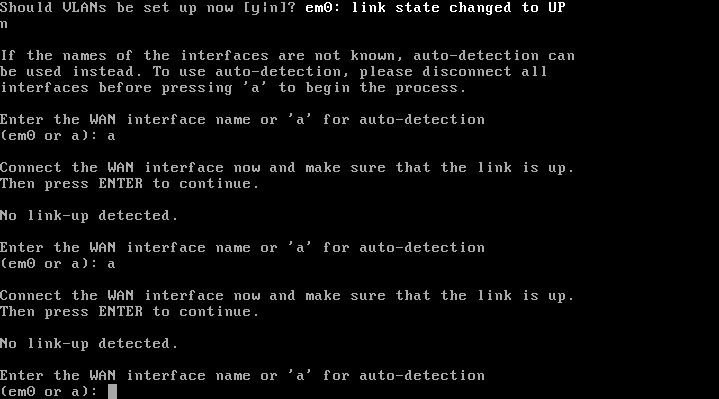 Should VLANs be set up now [y|n]? em0: link state changed to UP
n
If the names of the interfaces are not known, auto-detection can
be used instead. To use auto-detection, please disconnect all
interfaces before pressing 'a' to begin the process.
Enter the WAN interface name or 'a' for auto-detection
(em0 or a): a
Connect the WAN interface now and make sure that the link is up.
Then press ENTER to continue.
No link-up detected.
Enter the WAN interface name or 'a' for auto-detection
(em0 or a): a
Connect the WAN interface now and make sure that the link is up.
Then press ENTER to continue.
No link-up detected.
Enter the WAN interface name or 'a' for auto-detection
(em0 or a):